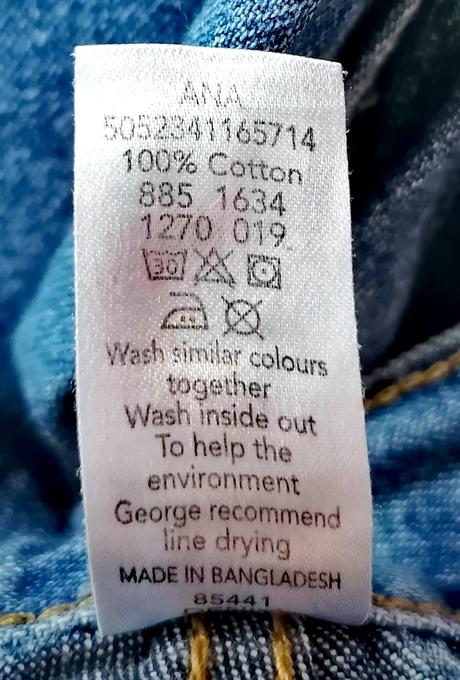 ANA
5052341165714
100% Cotton
885 1634
1270 019
30
Wash similar colours
together
Wash inside out
To help the
environment
George recommend
line drying
MADE IN BANGLADESH
85441